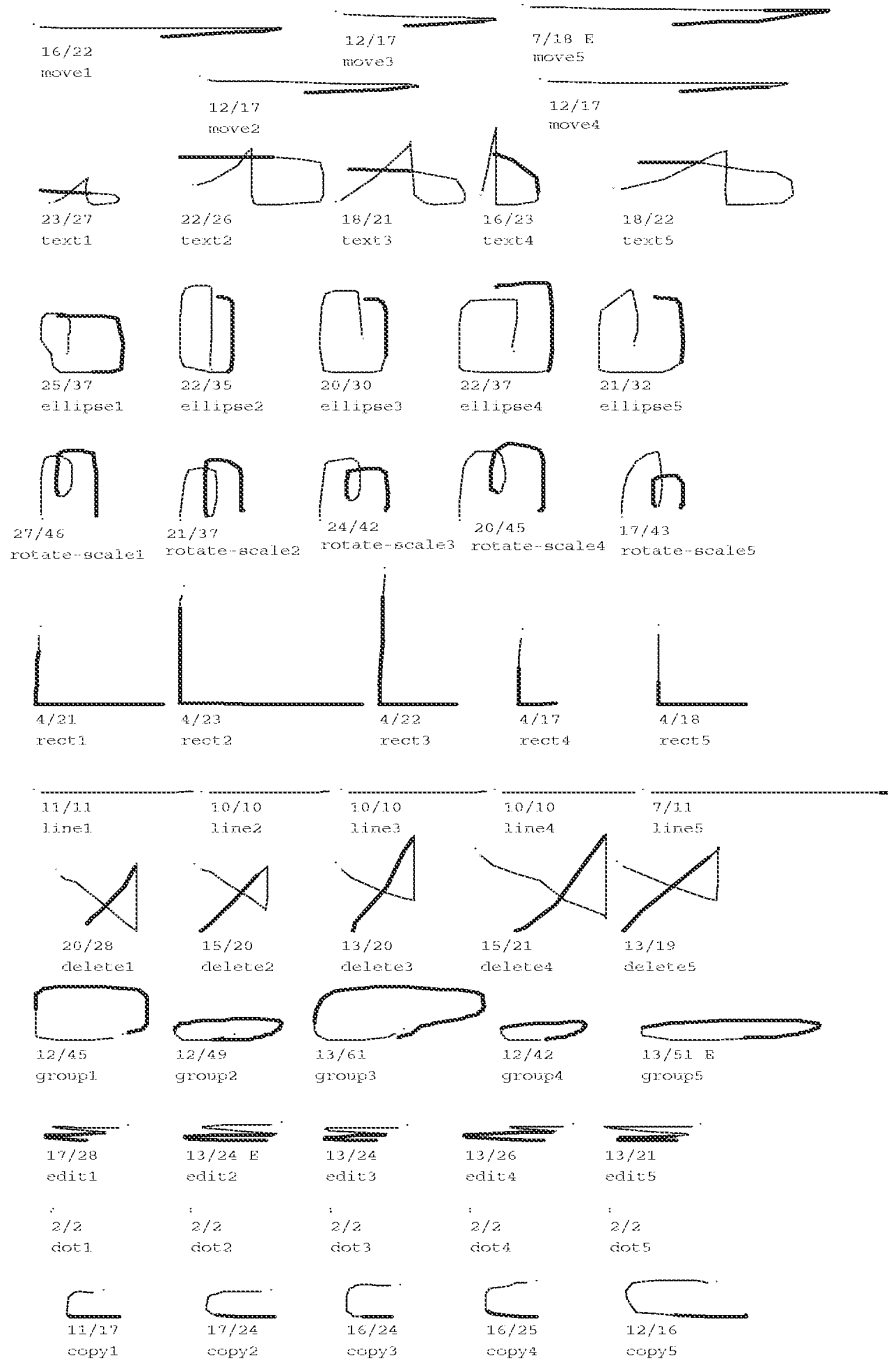 16/22 12/17 7/18 E
move1 move3 move5
12/17 12/17
move2 move4
23/27 22/26 18/21 16/23 18/22
text1 text2 text3 text4 text5
25/37 22/35 20/30 22/37 21/32
ellipse1 ellipse2 ellipse3 ellipse4 ellipse5
27/46 21/37 24/42 20/45 17/43
rotate-scale1 rotate-scale2 rotate-scale3 rotate-scale4 rotate-scale5
4/21 4/23 4/22 4/17 4/18
rect1 rect2 rect3 rect4 rect5
11/11 10/10 10/10 10/10 7/11
line1 line2 line3 line4 line5
20/28 15/20 13/20 15/21 13/19
delete1 delete2 delete3 delete4 delete5
12/45 12/49 13/61 12/42 13/51 E
group1 group2 group3 group4 group5
17/28 13/24 E 13/24 13/26 13/21
edit1 edit2 edit3 edit4 edit5
2/2 2/2 2/2 2/2 2/2
dot1 dot2 dot3 dot4 dot5
11/17 17/24 16/24 16/25 12/16
copy1 copy2 copy3 copy4 copy5